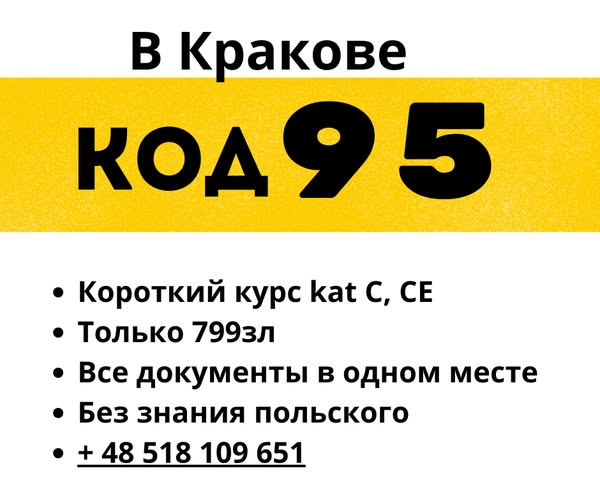 В Кракове
КОД 95
• Короткий курс kat C, CE
• Только 799зл
• Все документы в одном месте
• Без знания польского
• + 48 518 109 651